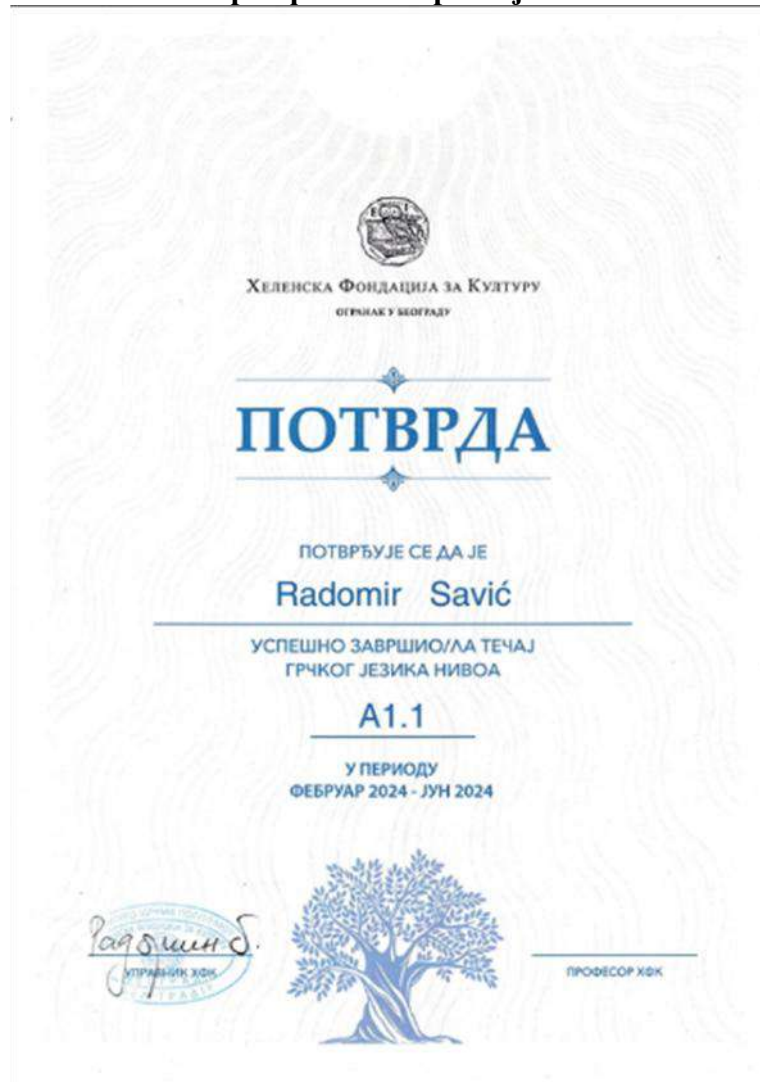 ХЕЛЕНСКА ФОНДАЦИЈА ЗА КУЛТУРУ
ОГРАНАК У БЕОГРАДУ
ПОТВРДА
ПОТВРЂУЈЕ СЕ ДА ЈЕ
Radomir Savić
УСПЕШНО ЗАВРШИО/ЛА ТЕЧАЈ
ГРЧКОГ ЈЕЗИКА НИВОА
A1.1
У ПЕРИОДУ
ФЕБРУАР 2024 - ЈУН 2024
УПРАВНИК ХФК
ПРОФЕСОР ХФК